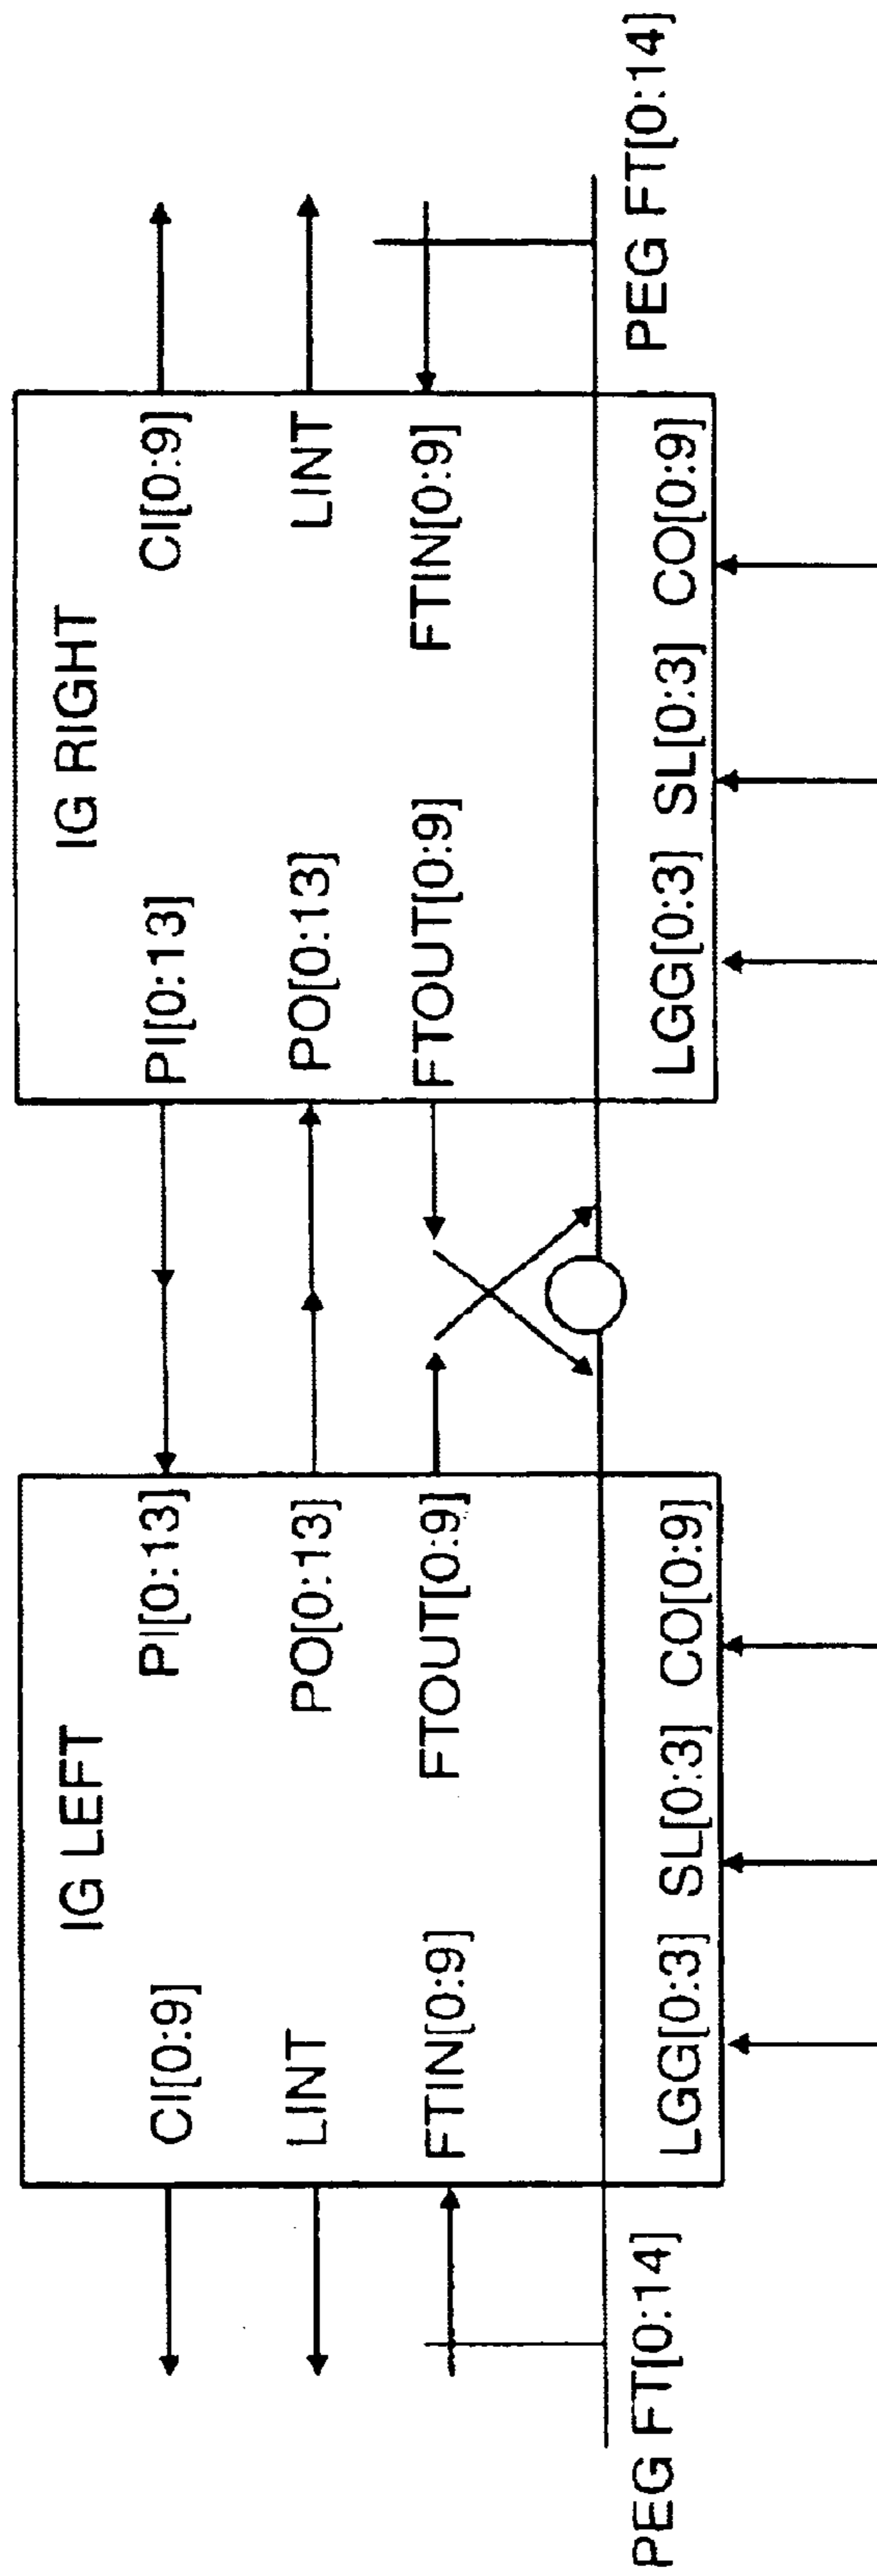 IG LEFT
CI[0:9]
PI[0:13]
LINT
PO[0:13]
FTIN[0:9]
FTOUT[0:9]
LGG[0:3] SL[0:3] CO[0:9]
PEG FT[0:14]
IG RIGHT
PI[0:13]
CI[0:9]
PO[0:13]
LINT
FTOUT[0:9]
FTIN[0:9]
LGG[0:3] SL[0:3] CO[0:9]
PEG FT[0:14]